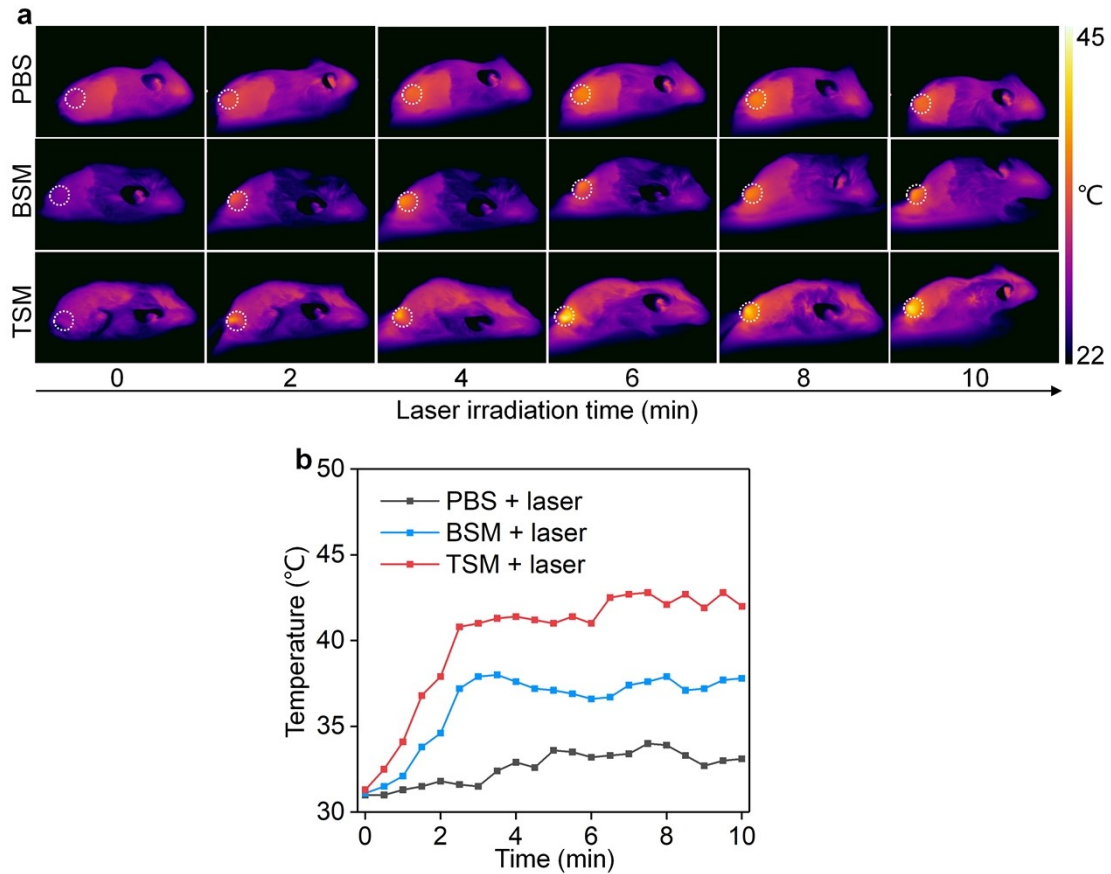 a
45
PBS
BSM
℃
TSM
22
0 2 4 6 8 10
Laser irradiation time (min)
b
50
PBS + laser
BSM + laser
45
TSM + laser
Temperature (℃)
40
35
30
0 2 4 6 8 10
Time (min)